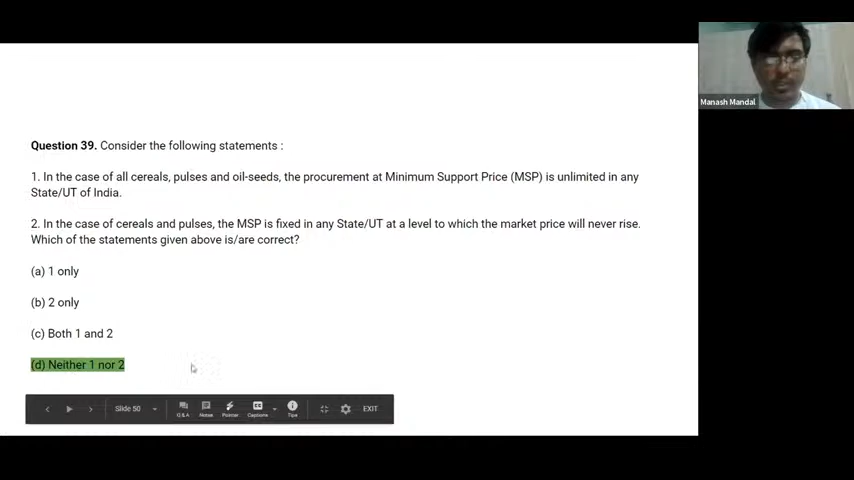 Question 39. Consider the following statements :
1. In the case of all cereals, pulses and oil-seeds, the procurement at Minimum Support Price (MSP) is unlimited in any
State/UT of India.
2. In the case of cereals and pulses, the MSP is fixed in any State/UT at a level to which the market price will never rise.
Which of the statements given above is/are correct?
(a) 1 only
(b) 2 only
(c) Both 1 and 2
(d) Neither 1 nor 2
Slide 50
Q & A Notes Pointer Captions Tips EXIT
Manash Mandal